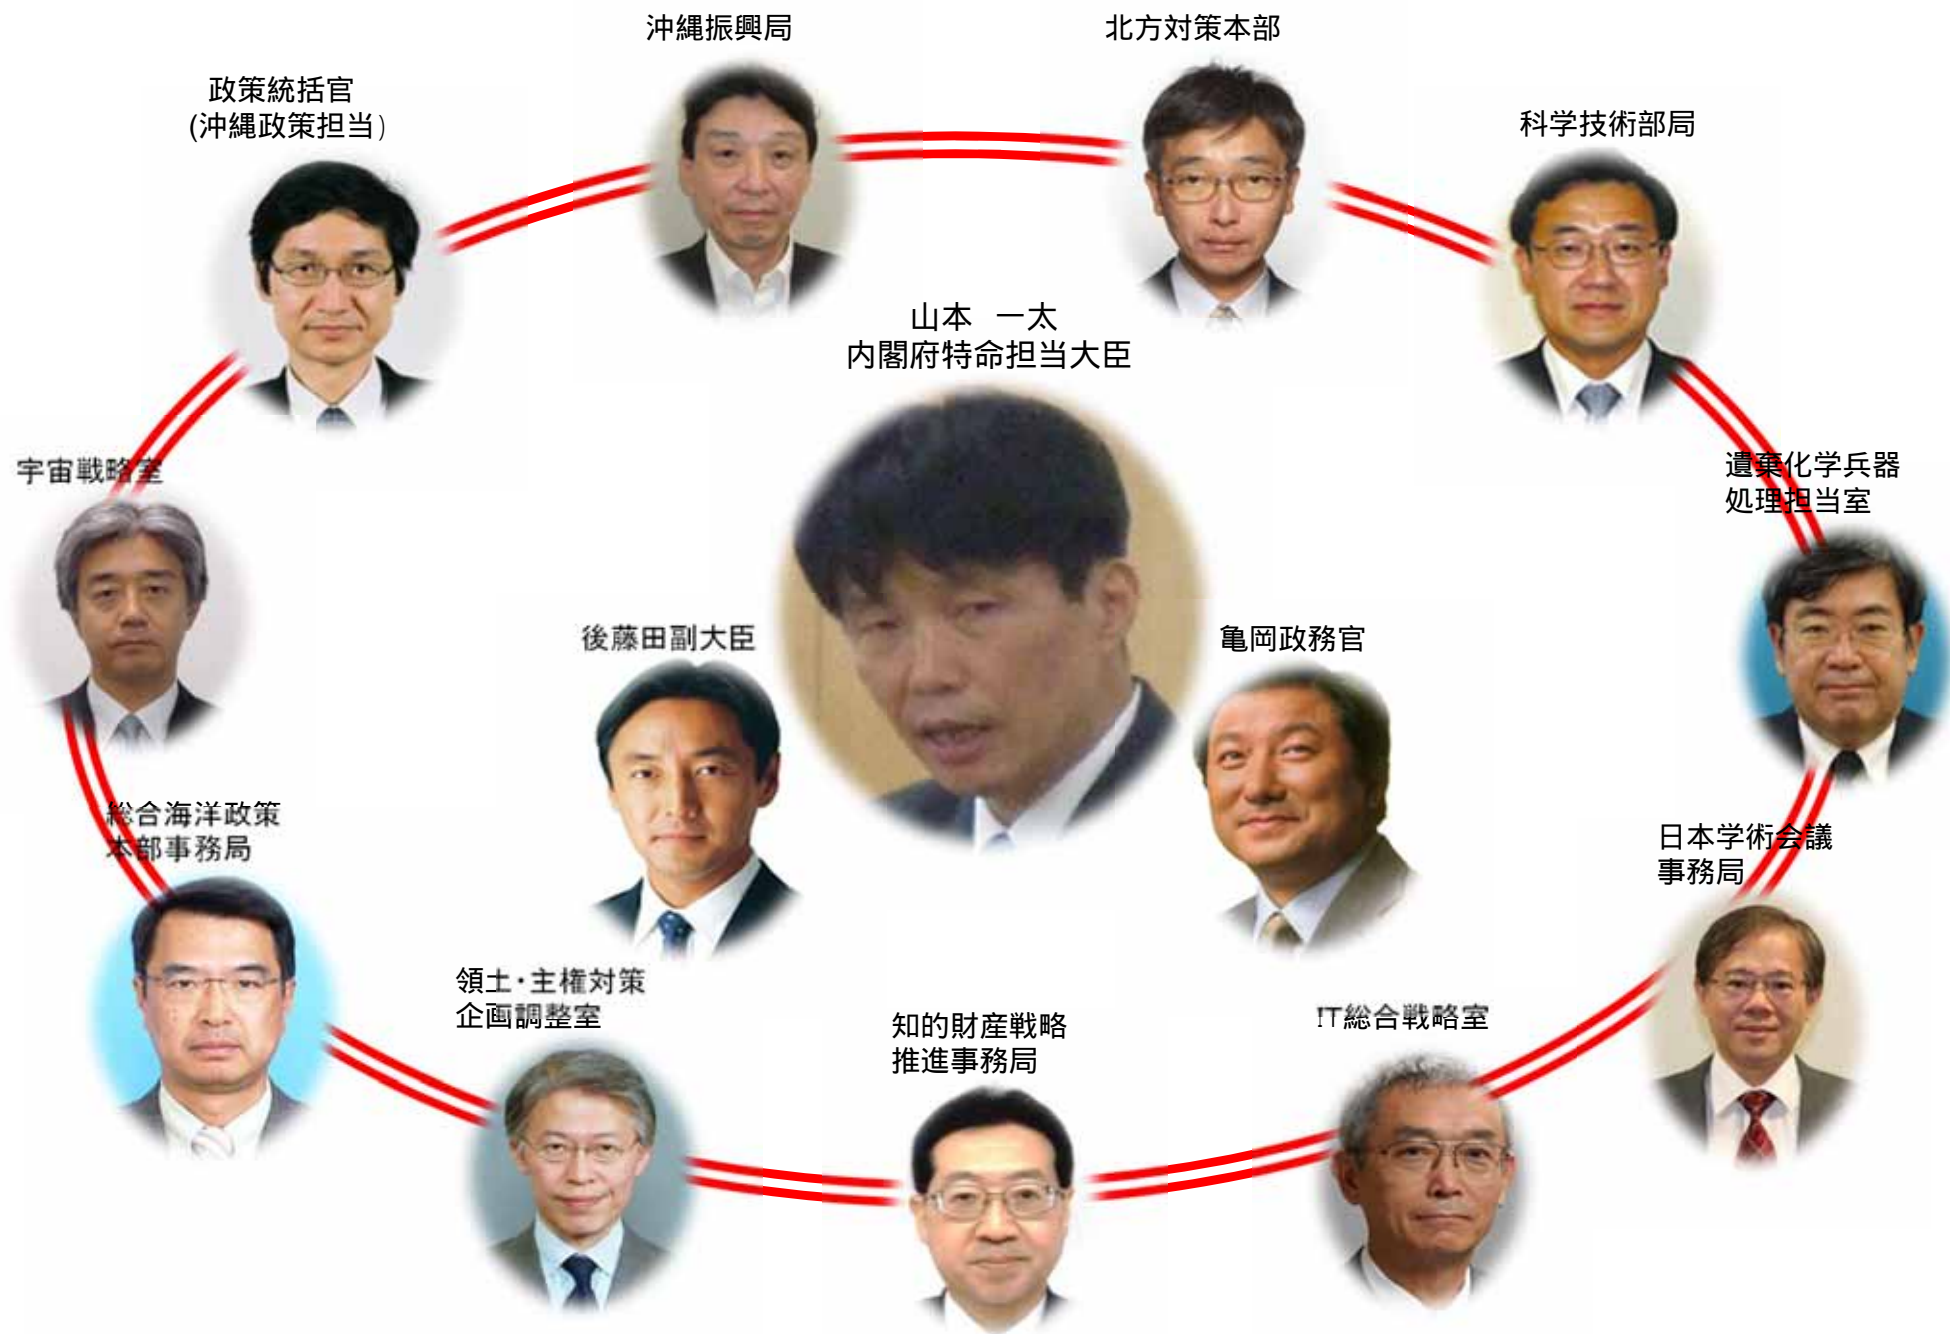 沖縄振興局
北方対策本部
政策統括官
(沖縄政策担当)
科学技術部局
山本 一太
内閣府特命担当大臣
宇宙戦略室
遺棄化学兵器
処理担当室
後藤田副大臣
亀岡政務官
総合海洋政策
本部事務局
日本学術会議
事務局
領土・主権対策
企画調整室
知的財産戦略
推進事務局
IT総合戦略室